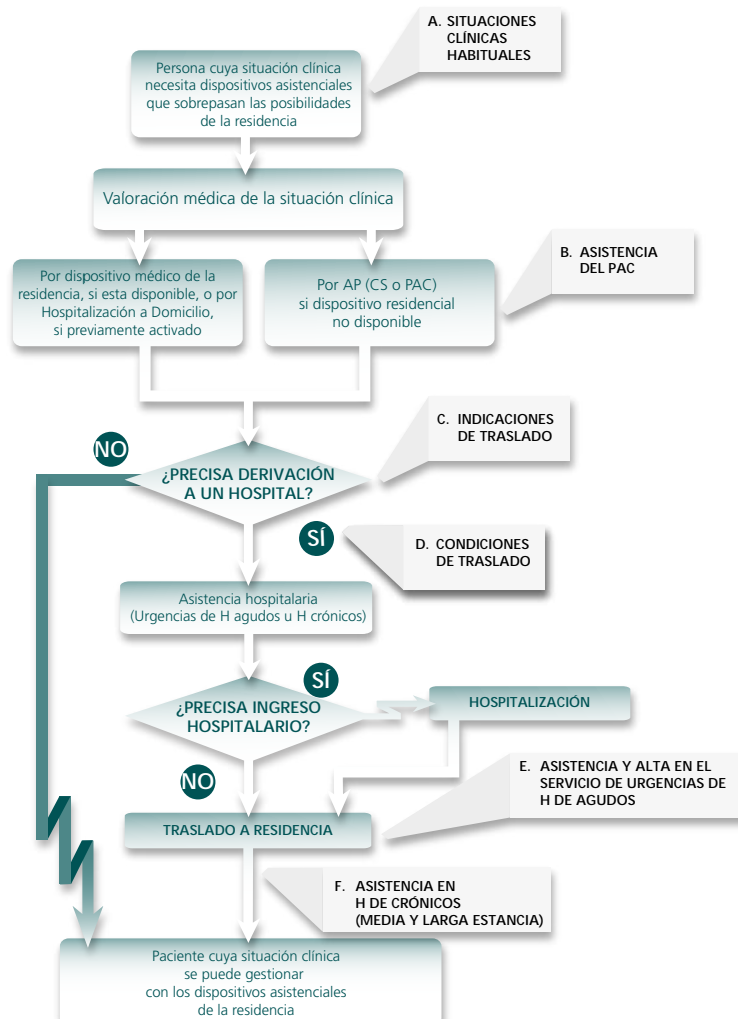 A. SITUACIONES
CLÍNICAS
HABITUALES
Persona cuya situación clínica
necesita dispositivos asistenciales
que sobrepasan las posibilidades
de la residencia
Valoración médica de la situación clínica
Por dispositivo médico de la
residencia, si esta disponible, o por
Hospitalización a Domicilio,
si previamente activado
Por AP (CS o PAC)
si dispositivo residencial
no disponible
B. ASISTENCIA
DEL PAC
C. INDICACIONES
DE TRASLADO
NO
¿PRECISA DERIVACIÓN
A UN HOSPITAL?
SÍ
D. CONDICIONES
DE TRASLADO
Asistencia hospitalaria
(Urgencias de H agudos u H crónicos)
SÍ
¿PRECISA INGRESO
HOSPITALARIO?
HOSPITALIZACIÓN
NO
E. ASISTENCIA Y ALTA EN EL
SERVICIO DE URGENCIAS DE
H DE AGUDOS
TRASLADO A RESIDENCIA
F. ASISTENCIA EN
H DE CRÓNICOS
(MEDIA Y LARGA ESTANCIA)
Paciente cuya situación clínica
se puede gestionar
con los dispositivos asistenciales
de la residencia